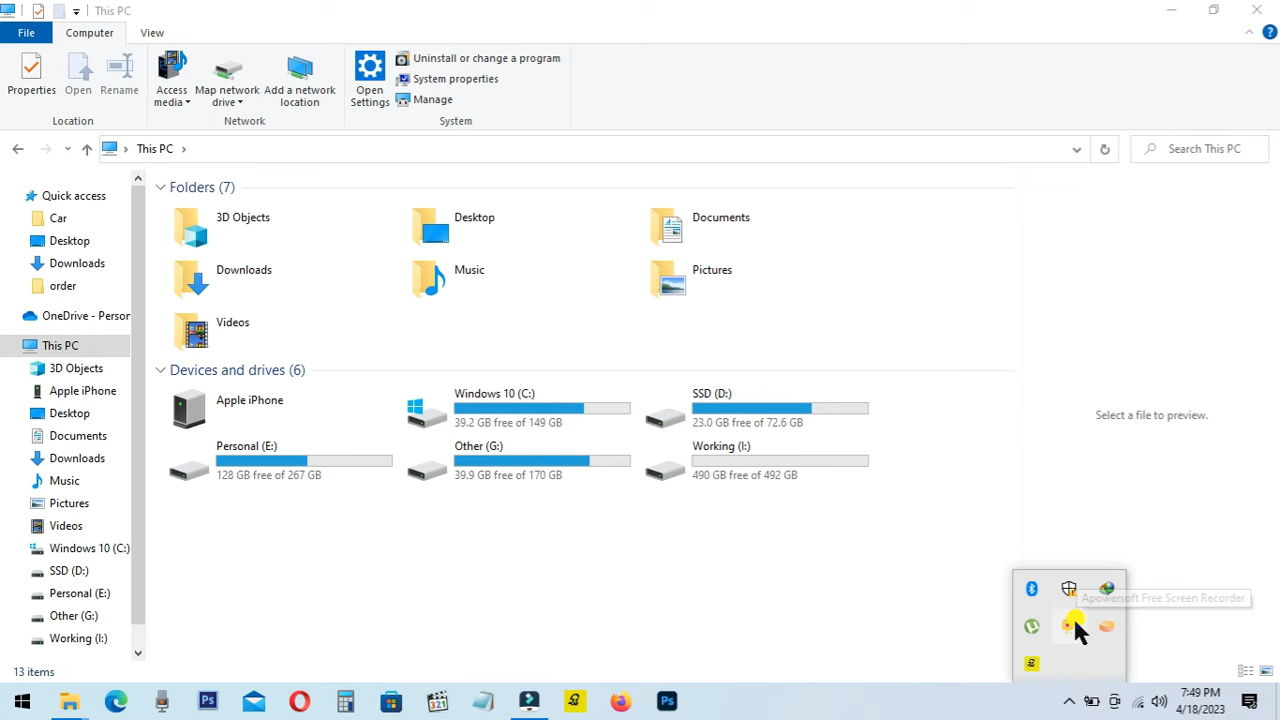 This PC
File
Computer
View
Properties
Open
Rename
Access media
Map network drive
Add a network location
Open Settings
Uninstall or change a program
System properties
Manage
Location
Network
System
This PC
Search This PC
Quick access
Car
Desktop
Downloads
order
OneDrive - Person
This PC
3D Objects
Apple iPhone
Desktop
Documents
Downloads
Music
Pictures
Videos
Windows 10 (C:)
SSD (D:)
Personal (E:)
Other (G:)
Working (I:)
Folders (7)
3D Objects
Desktop
Documents
Downloads
Music
Pictures
Videos
Devices and drives (6)
Apple iPhone
Windows 10 (C:)
39.2 GB free of 149 GB
SSD (D:)
23.0 GB free of 72.6 GB
Personal (E:)
128 GB free of 267 GB
Other (G:)
39.9 GB free of 170 GB
Working (I:)
490 GB free of 492 GB
Select a file to preview.
Apowersoft Free Screen Recorder
13 items
Ps
321
Ps
7:49 PM
4/18/2023